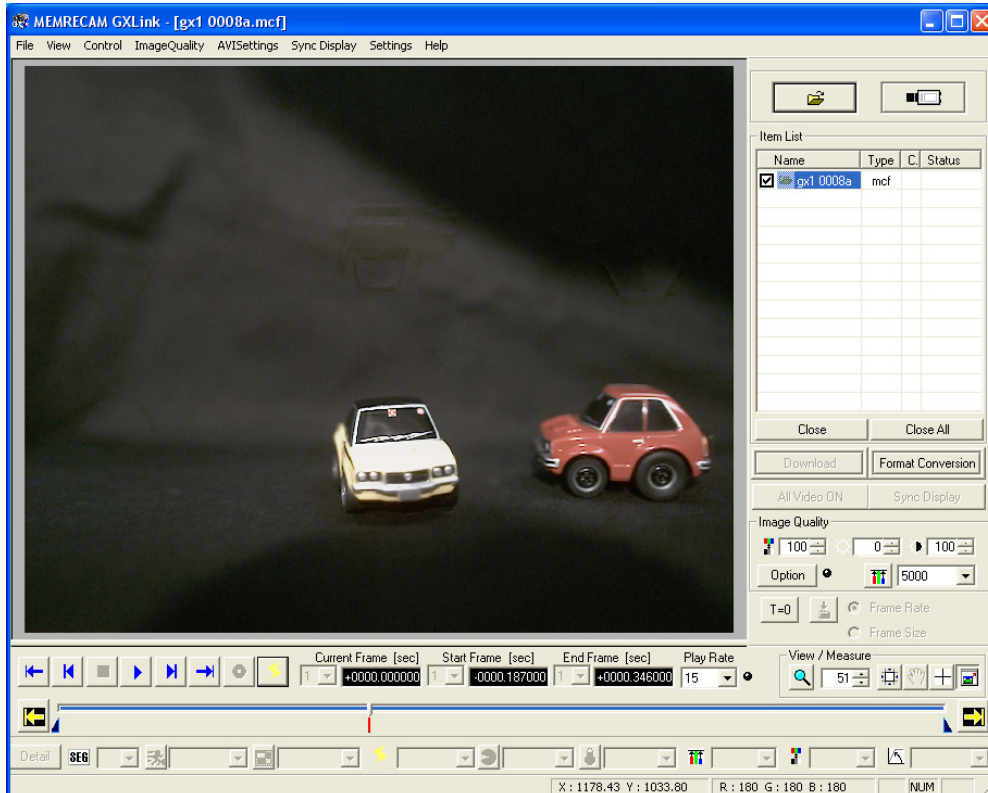 MEMRECAM GXLink - [gx1 0008a.mcf]
File View Control ImageQuality AVISettings Sync Display Settings Help
Item List
Name Type C. Status
gx1 0008a mcf
Close Close All
Download Format Conversion
All Video ON Sync Display
Image Quality
100 0 100
Option 5000
T=0 Frame Rate
Frame Size
Current Frame [sec] Start Frame [sec] End Frame [sec] Play Rate View / Measure
1 +0000.000000 1 -0000.187000 1 +0000.346000 15 51
Detail SEG
X : 1178.43 Y : 1033.80 R : 180 G : 180 B : 180 NUM